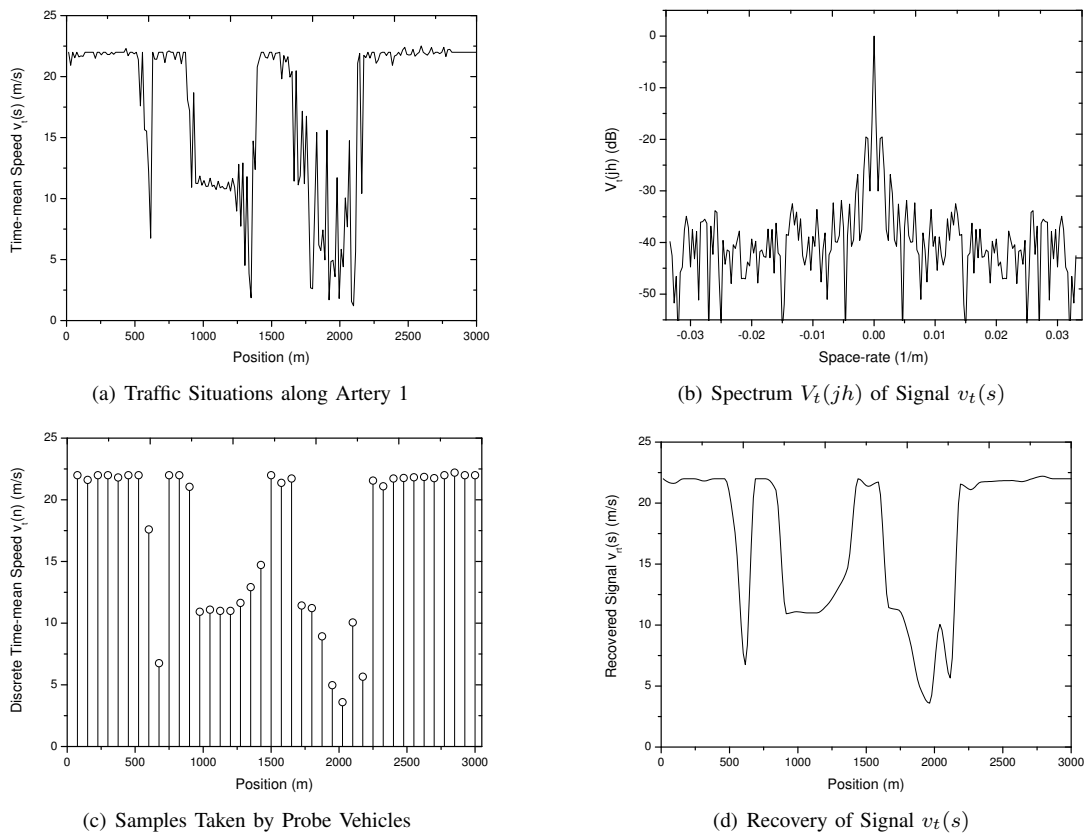 25
20
15
10
5
0
Time-mean Speed v_t(s) (m/s)
0 500 1000 1500 2000 2500 3000
Position (m)
(a) Traffic Situations along Artery 1
0
-10
-20
-30
-40
-50
V_t(jh) (dB)
-0.03 -0.02 -0.01 0.00 0.01 0.02 0.03
Space-rate (1/m)
(b) Spectrum V_t(jh) of Signal v_t(s)
25
20
15
10
5
0
Discrete Time-mean Speed v_t(n) (m/s)
0 500 1000 1500 2000 2500 3000
Position (m)
(c) Samples Taken by Probe Vehicles
25
20
15
10
5
0
Recovered Signal v_rt(s) (m/s)
0 500 1000 1500 2000 2500 3000
Position (m)
(d) Recovery of Signal v_t(s)